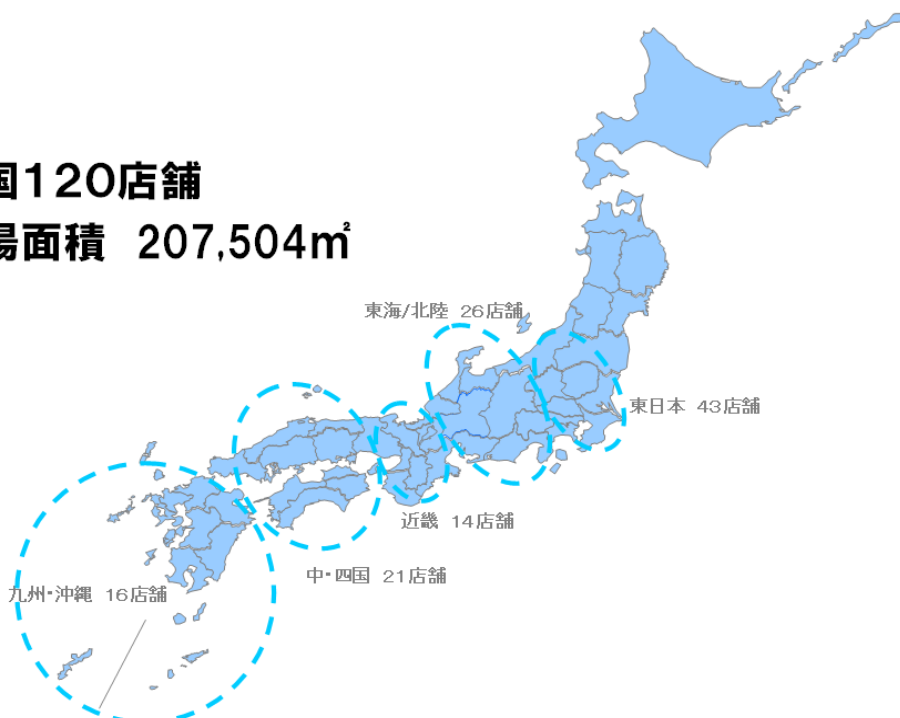 国120店舗
場面積 207,504㎡
東海/北陸 26店舗
東日本 43店舗
近畿 14店舗
中・四国 21店舗
九州・沖縄 16店舗